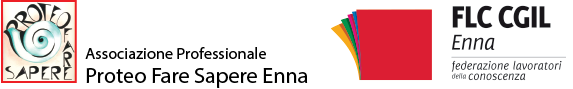 PROTEO FARE
SAPERE
Associazione Professionale
Proteo Fare Sapere Enna
FLC CGIL
Enna
federazione lavoratori
della conoscenza